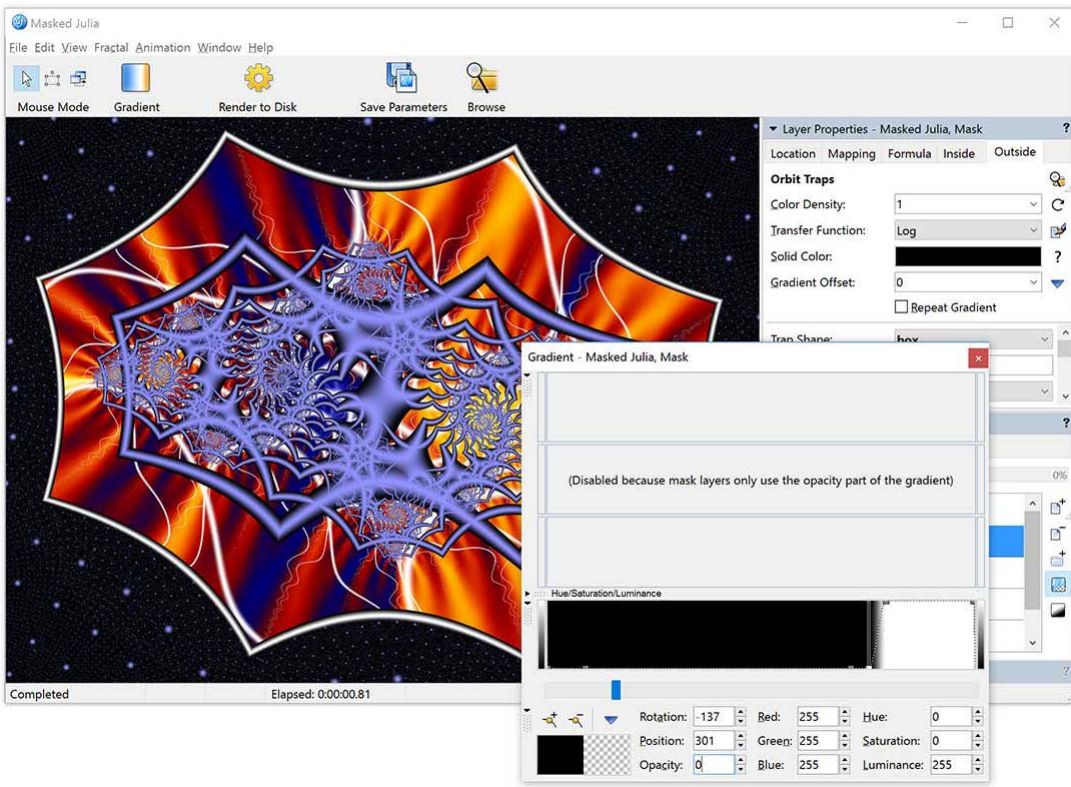 Masked Julia
File Edit View Fractal Animation Window Help
Mouse Mode Gradient Render to Disk Save Parameters Browse
Layer Properties - Masked Julia, Mask ?
Location Mapping Formula Inside Outside
Orbit Traps
Color Density: 1
Transfer Function: Log
Solid Color: ?
Gradient Offset: 0
Repeat Gradient
Trap Shape: box
Gradient - Masked Julia, Mask
?
(Disabled because mask layers only use the opacity part of the gradient)
0%
Hue/Saturation/Luminance
?
Completed Elapsed: 0:00:00.81
Rotation: -137 Red: 255 Hue: 0
Position: 301 Green: 255 Saturation: 0
Opacity: 0 Blue: 255 Luminance: 255